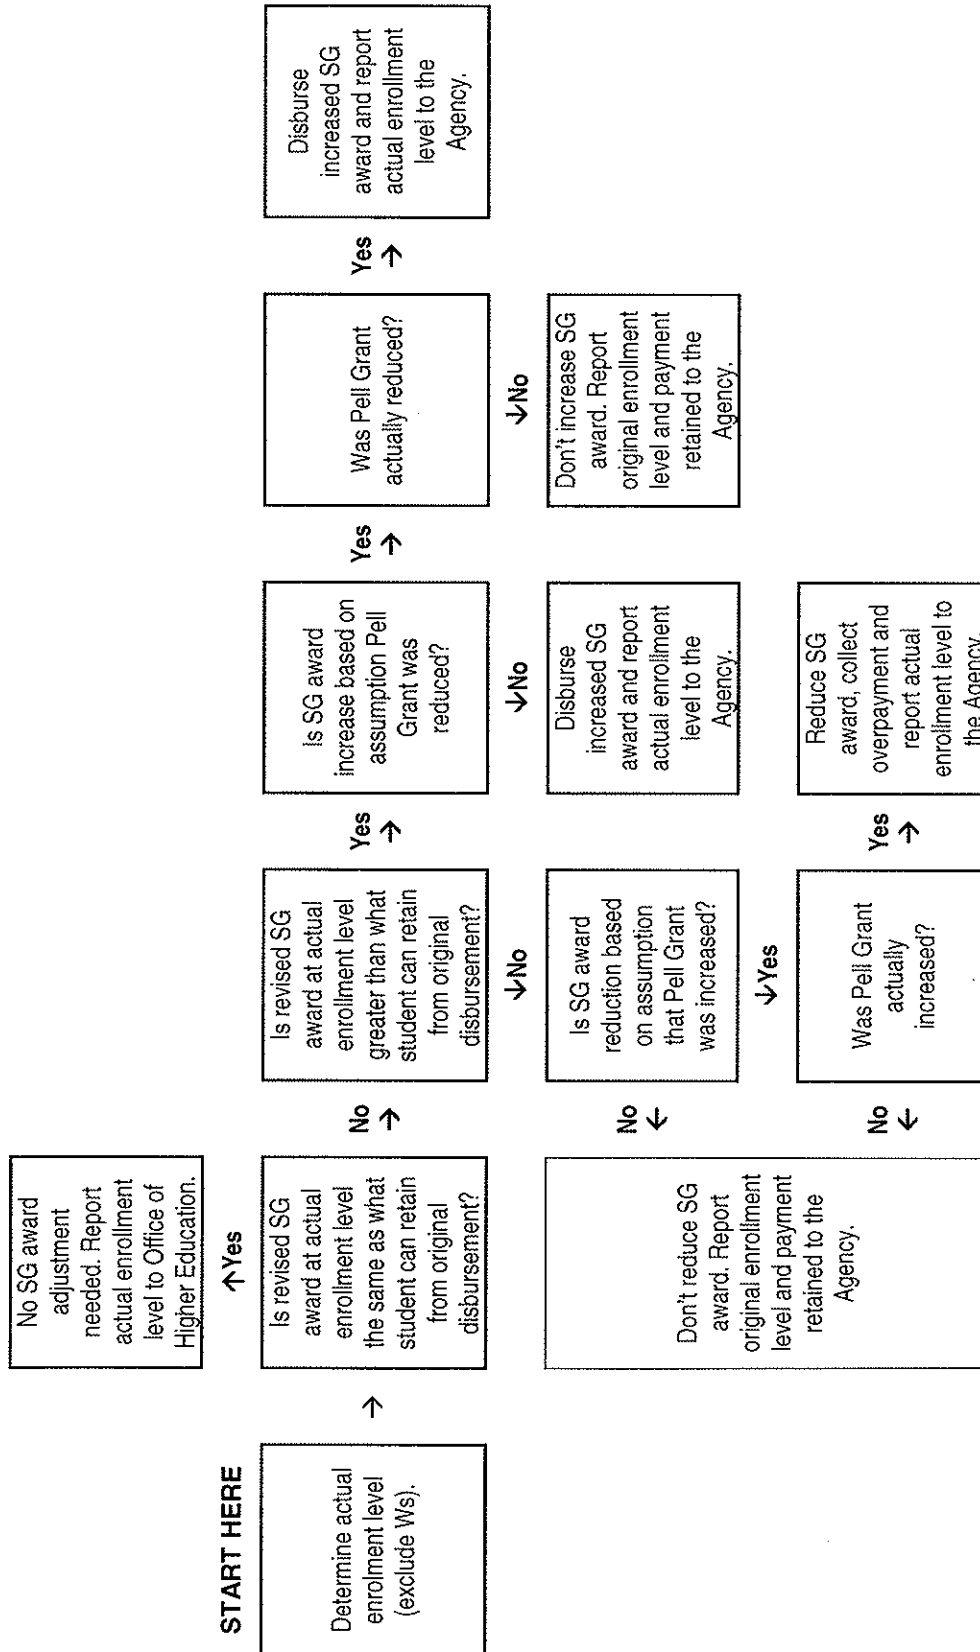 START HERE
Determine actual
enrolment level
(exclude Ws).
→
No SG award
adjustment
needed. Report
actual enrollment
level to Office of
Higher Education.
↑Yes
Is revised SG
award at actual
enrollment level
the same as what
student can retain
from original
disbursement?
No
→
Is revised SG
award at actual
enrollment level
greater than what
student can retain
from original
disbursement?
Yes
→
Is SG award
increase based on
assumption Pell
Grant was
reduced?
Yes
→
Was Pell Grant
actually reduced?
Yes
→
Disburse
increased SG
award and report
actual enrollment
level to the
Agency.
↓No
↓No
↓No
Don't reduce SG
award. Report
original enrollment
level and payment
retained to the
Agency.
No
←
Is SG award
reduction based
on assumption
that Pell Grant
was increased?
Disburse
increased SG
award and report
actual enrollment
level to the
Agency.
Don't increase SG
award. Report
original enrollment
level and payment
retained to the
Agency.
↓Yes
No
←
Was Pell Grant
actually
increased?
Yes
→
Reduce SG
award, collect
overpayment and
report actual
enrollment level to
the Agency.